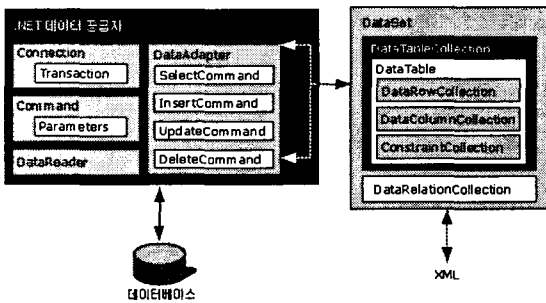 .NET 데이터 공급자
Connection
Transaction
Command
Parameters
DataReader
DataAdapter
SelectCommand
InsertCommand
UpdateCommand
DeleteCommand
데이터베이스
DataSet
DataTableCollection
DataTable
DataRowCollection
DataColumnCollection
ConstraintCollection
DataRelationCollection
XML